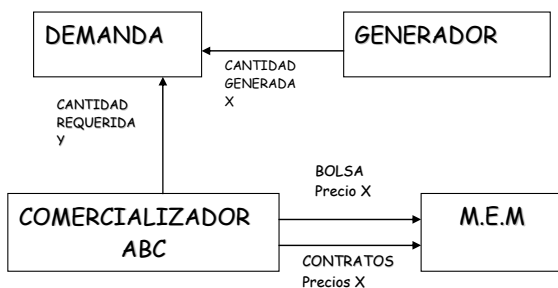 DEMANDA
GENERADOR
CANTIDAD
GENERADA
X
CANTIDAD
REQUERIDA
Y
BOLSA
Precio X
COMERCIALIZADOR
ABC
M.E.M
CONTRATOS
Precios X